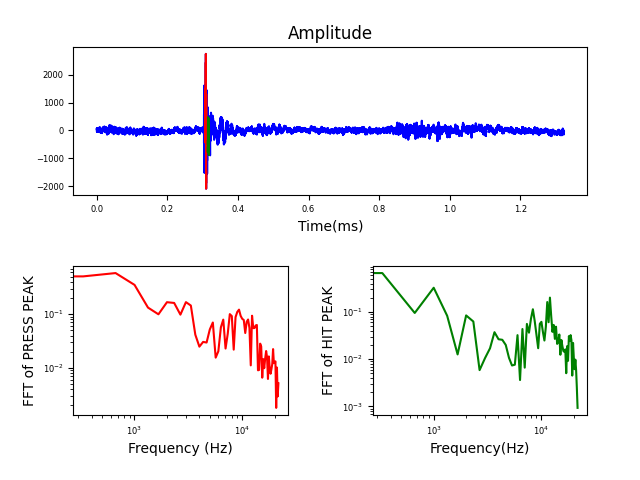 Amplitude
2000
1000
0
−1000
−2000
0.0 0.2 0.4 0.6 0.8 1.0 1.2
Time(ms)
FFT of PRESS PEAK
10⁻¹
10⁻²
10³ 10⁴
Frequency (Hz)
FFT of HIT PEAK
10⁻¹
10⁻²
10⁻³
10³ 10⁴
Frequency(Hz)